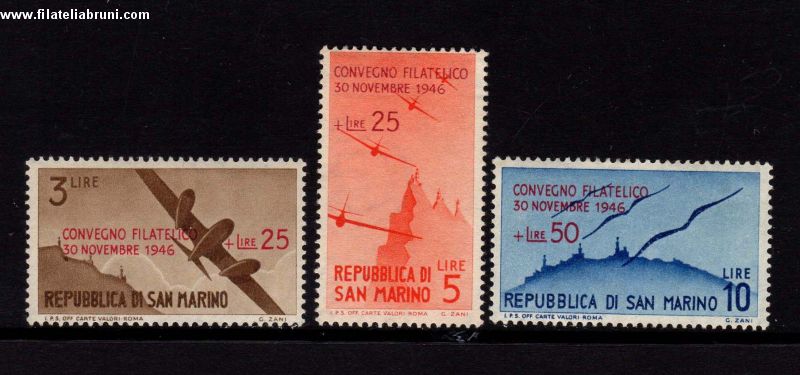 www.filateliabruni.com
3 LIRE
CONVEGNO FILATELICO
30 NOVEMBRE 1946
+ LIRE 25
REPUBBLICA DI SAN MARINO
I.P.S. OFF. CARTE VALORI-ROMA
G. ZANI
CONVEGNO FILATELICO
30 NOVEMBRE 1946
+ LIRE 25
REPUBBLICA DI
SAN MARINO
LIRE
5
I.P.S. OFF. CARTE VALORI-ROMA
G. ZANI
CONVEGNO FILATELICO
30 NOVEMBRE 1946
+ LIRE 50
LIRE
REPUBBLICA DI SAN MARINO 10
I.P.S. OFF. CARTE VALORI-ROMA
G. ZANI